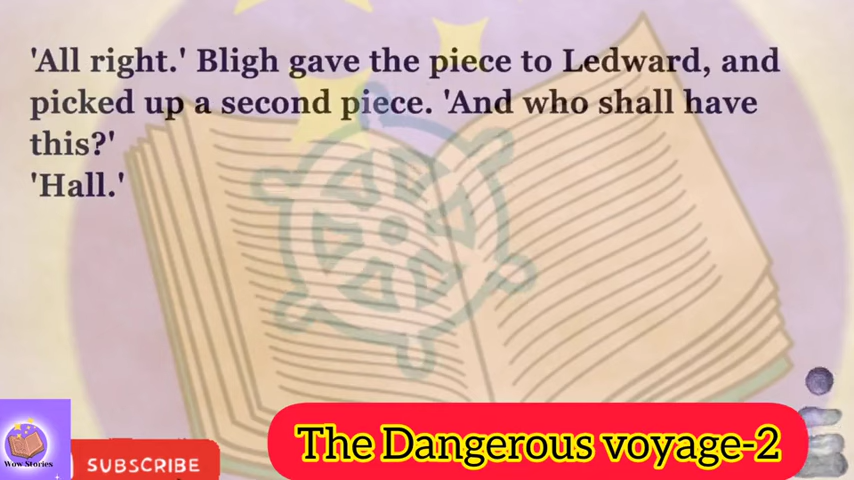 'All right.' Bligh gave the piece to Ledward, and
picked up a second piece. 'And who shall have
this?'
'Hall.'
The Dangerous voyage-2
Wow Stories
SUBSCRIBE